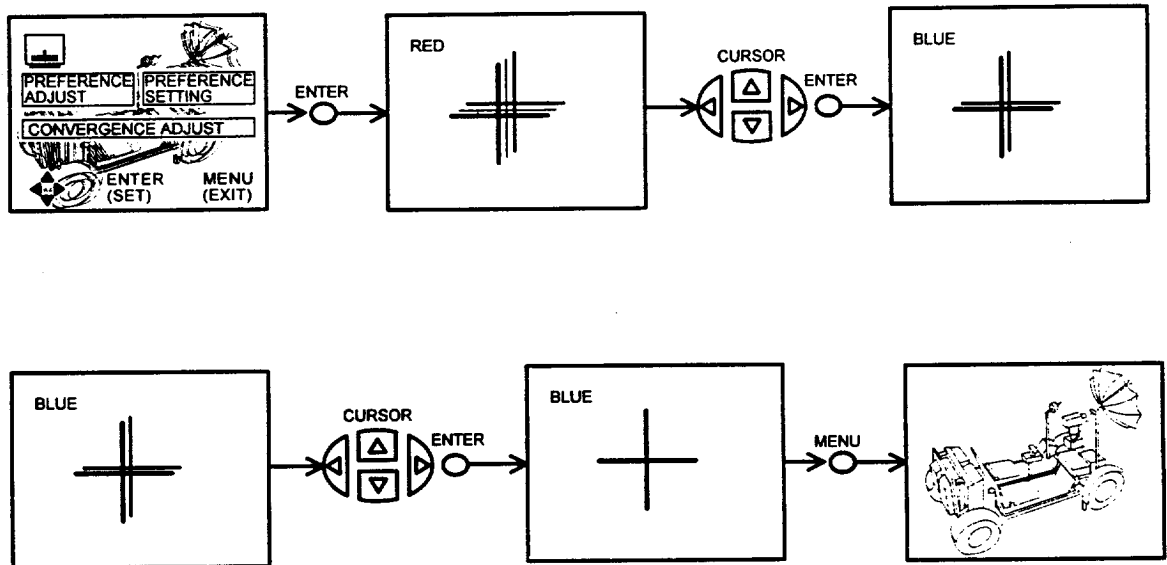 PREFERENCE ADJUST
PREFERENCE SETTING
CONVERGENCE ADJUST
ENTER (SET)
MENU (EXIT)
ENTER
RED
CURSOR
ENTER
BLUE
BLUE
CURSOR
ENTER
BLUE
MENU